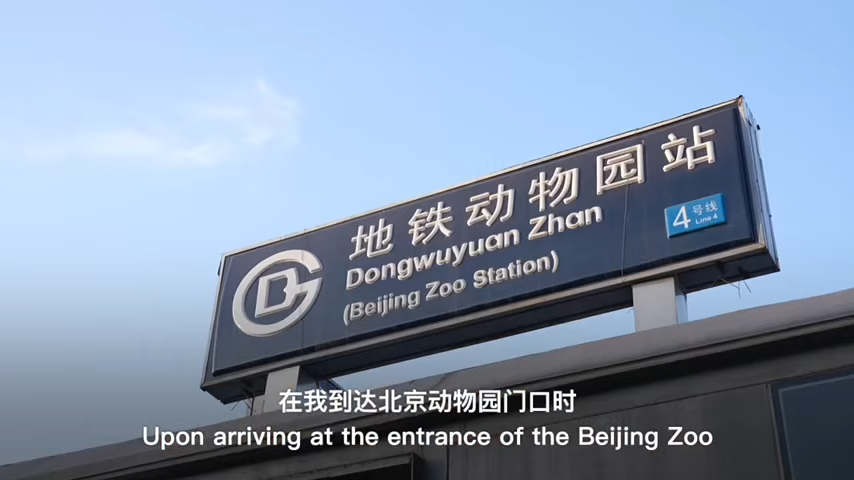 地铁动物园站
Dongwuyuan Zhan
(Beijing Zoo Station)
4号线
Line 4
在我到达北京动物园门口时
Upon arriving at the entrance of the Beijing Zoo